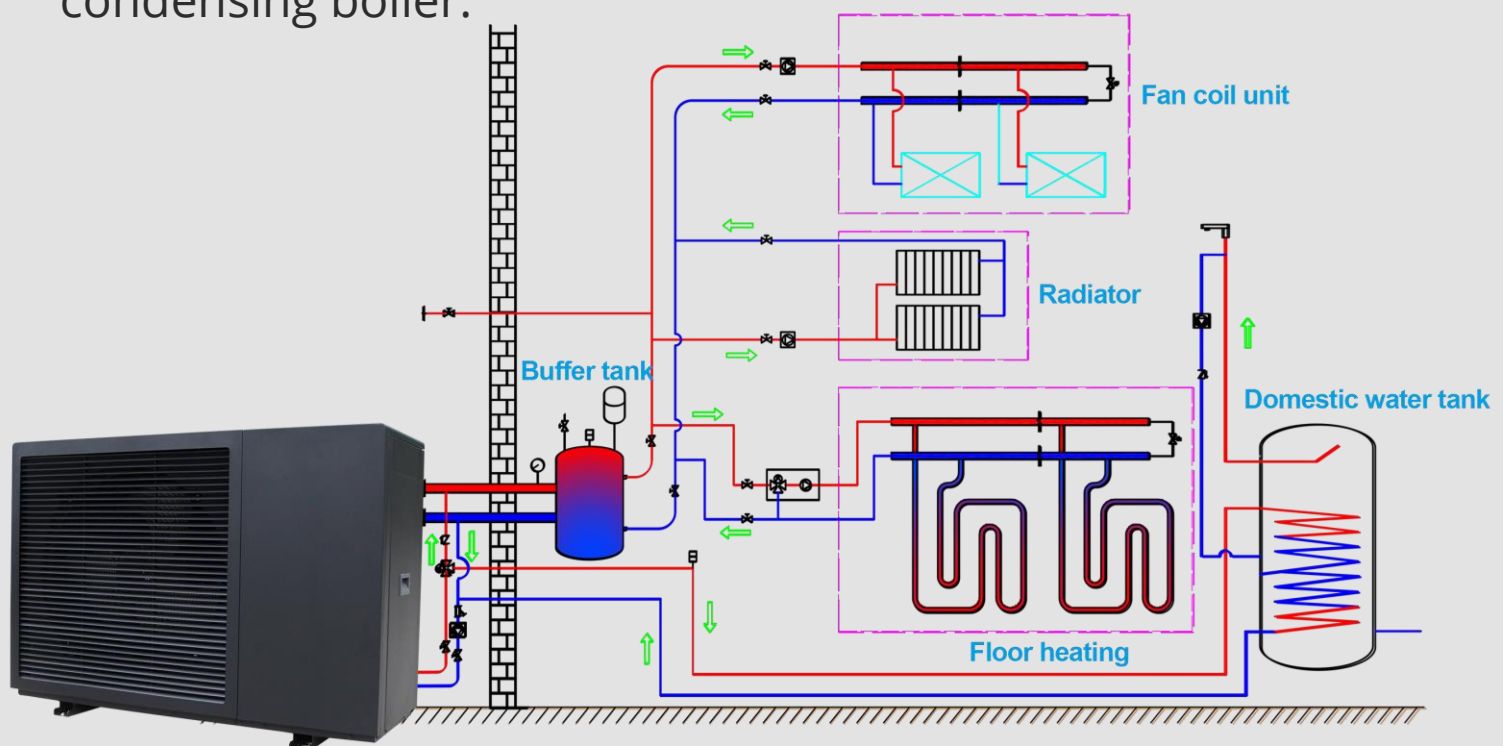 condensing boiler.
Fan coil unit
Radiator
Buffer tank
Domestic water tank
Floor heating